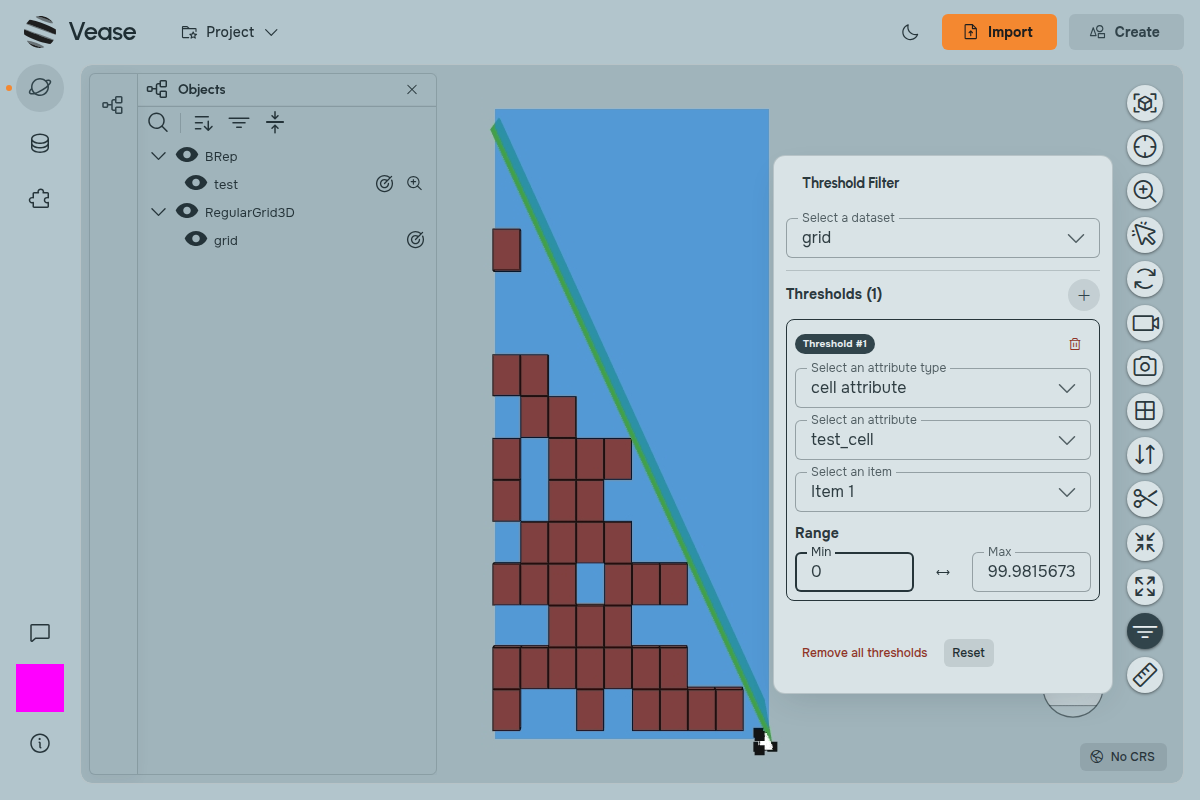 Vease
Project
Import
Create
Objects
BRep
test
RegularGrid3D
grid
Threshold Filter
Select a dataset
grid
Thresholds (1)
Threshold #1
Select an attribute type
cell attribute
Select an attribute
test_cell
Select an item
Item 1
Range
Min
0
Max
99.9815673
Remove all thresholds
Reset
No CRS